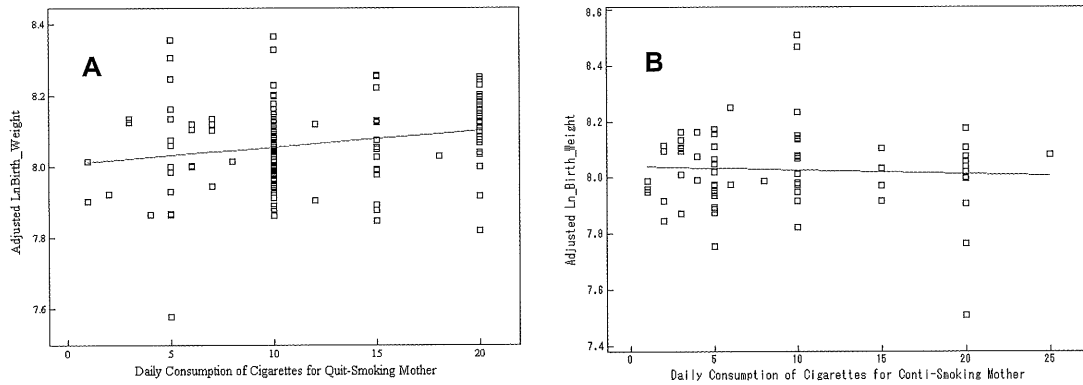 A
8.4
8.2
8.0
7.8
7.6
Adjusted LnBirth_Weight
0 5 10 15 20
Daily Consumption of Cigarettes for Quit-Smoking Mother
B
8.6
8.4
8.2
8.0
7.8
7.6
7.4
Adjusted Ln_Birth_Weight
0 5 10 15 20 25
Daily Consumption of Cigarettes for Conti-Smoking Mother